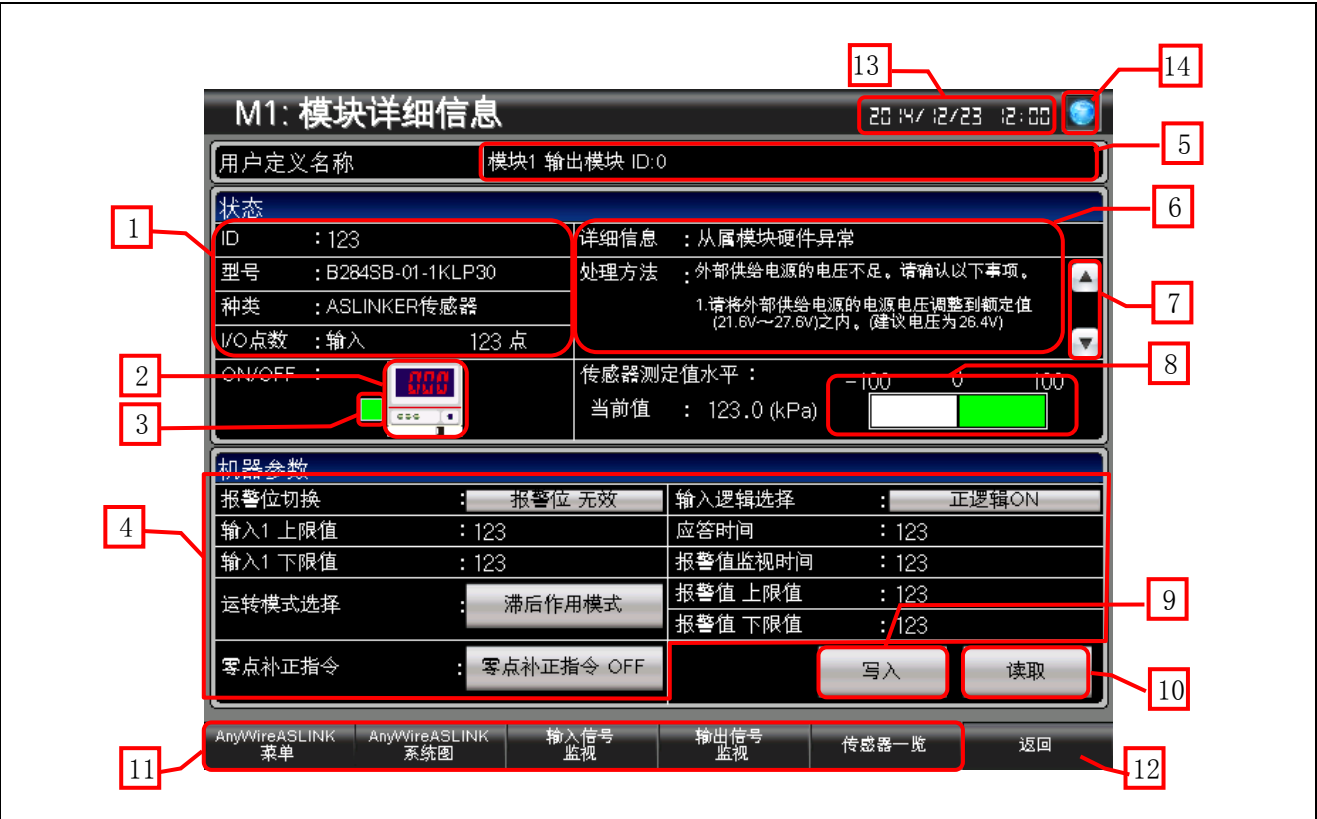 13
14
M1: 模块详细信息
2014/12/23 12:00
用户定义名称
模块1 输出模块 ID:0
5
状态
6
1
ID : 123
详细信息 : 从属模块硬件异常
型号 : B284SB-01-1KLP30
处理方法 : 外部供给电源的电压不足。请确认以下事项。
种类 : ASLINKER传感器
1.请将外部供给电源的电源电压调整到额定值
(21.6V～27.6V)之内。(建议电压为26.4V)
7
I/O点数 : 输入 123 点
2
ON/OFF :
000
传感器测定值水平 :
-100 0 100
8
3
当前值 : 123.0 (kPa)
机器参数
报警位切换 : 报警位 无效
输入逻辑选择 : 正逻辑ON
4
输入1 上限值 : 123
应答时间 : 123
输入1 下限值 : 123
报警值监视时间 : 123
运转模式选择 : 滞后作用模式
报警值 上限值 : 123
9
报警值 下限值 : 123
零点补正指令 : 零点补正指令 OFF
写入
读取
10
AnyWireASLINK
菜单
AnyWireASLINK
系统图
输入信号
监视
输出信号
监视
传感器一览
返回
11
12